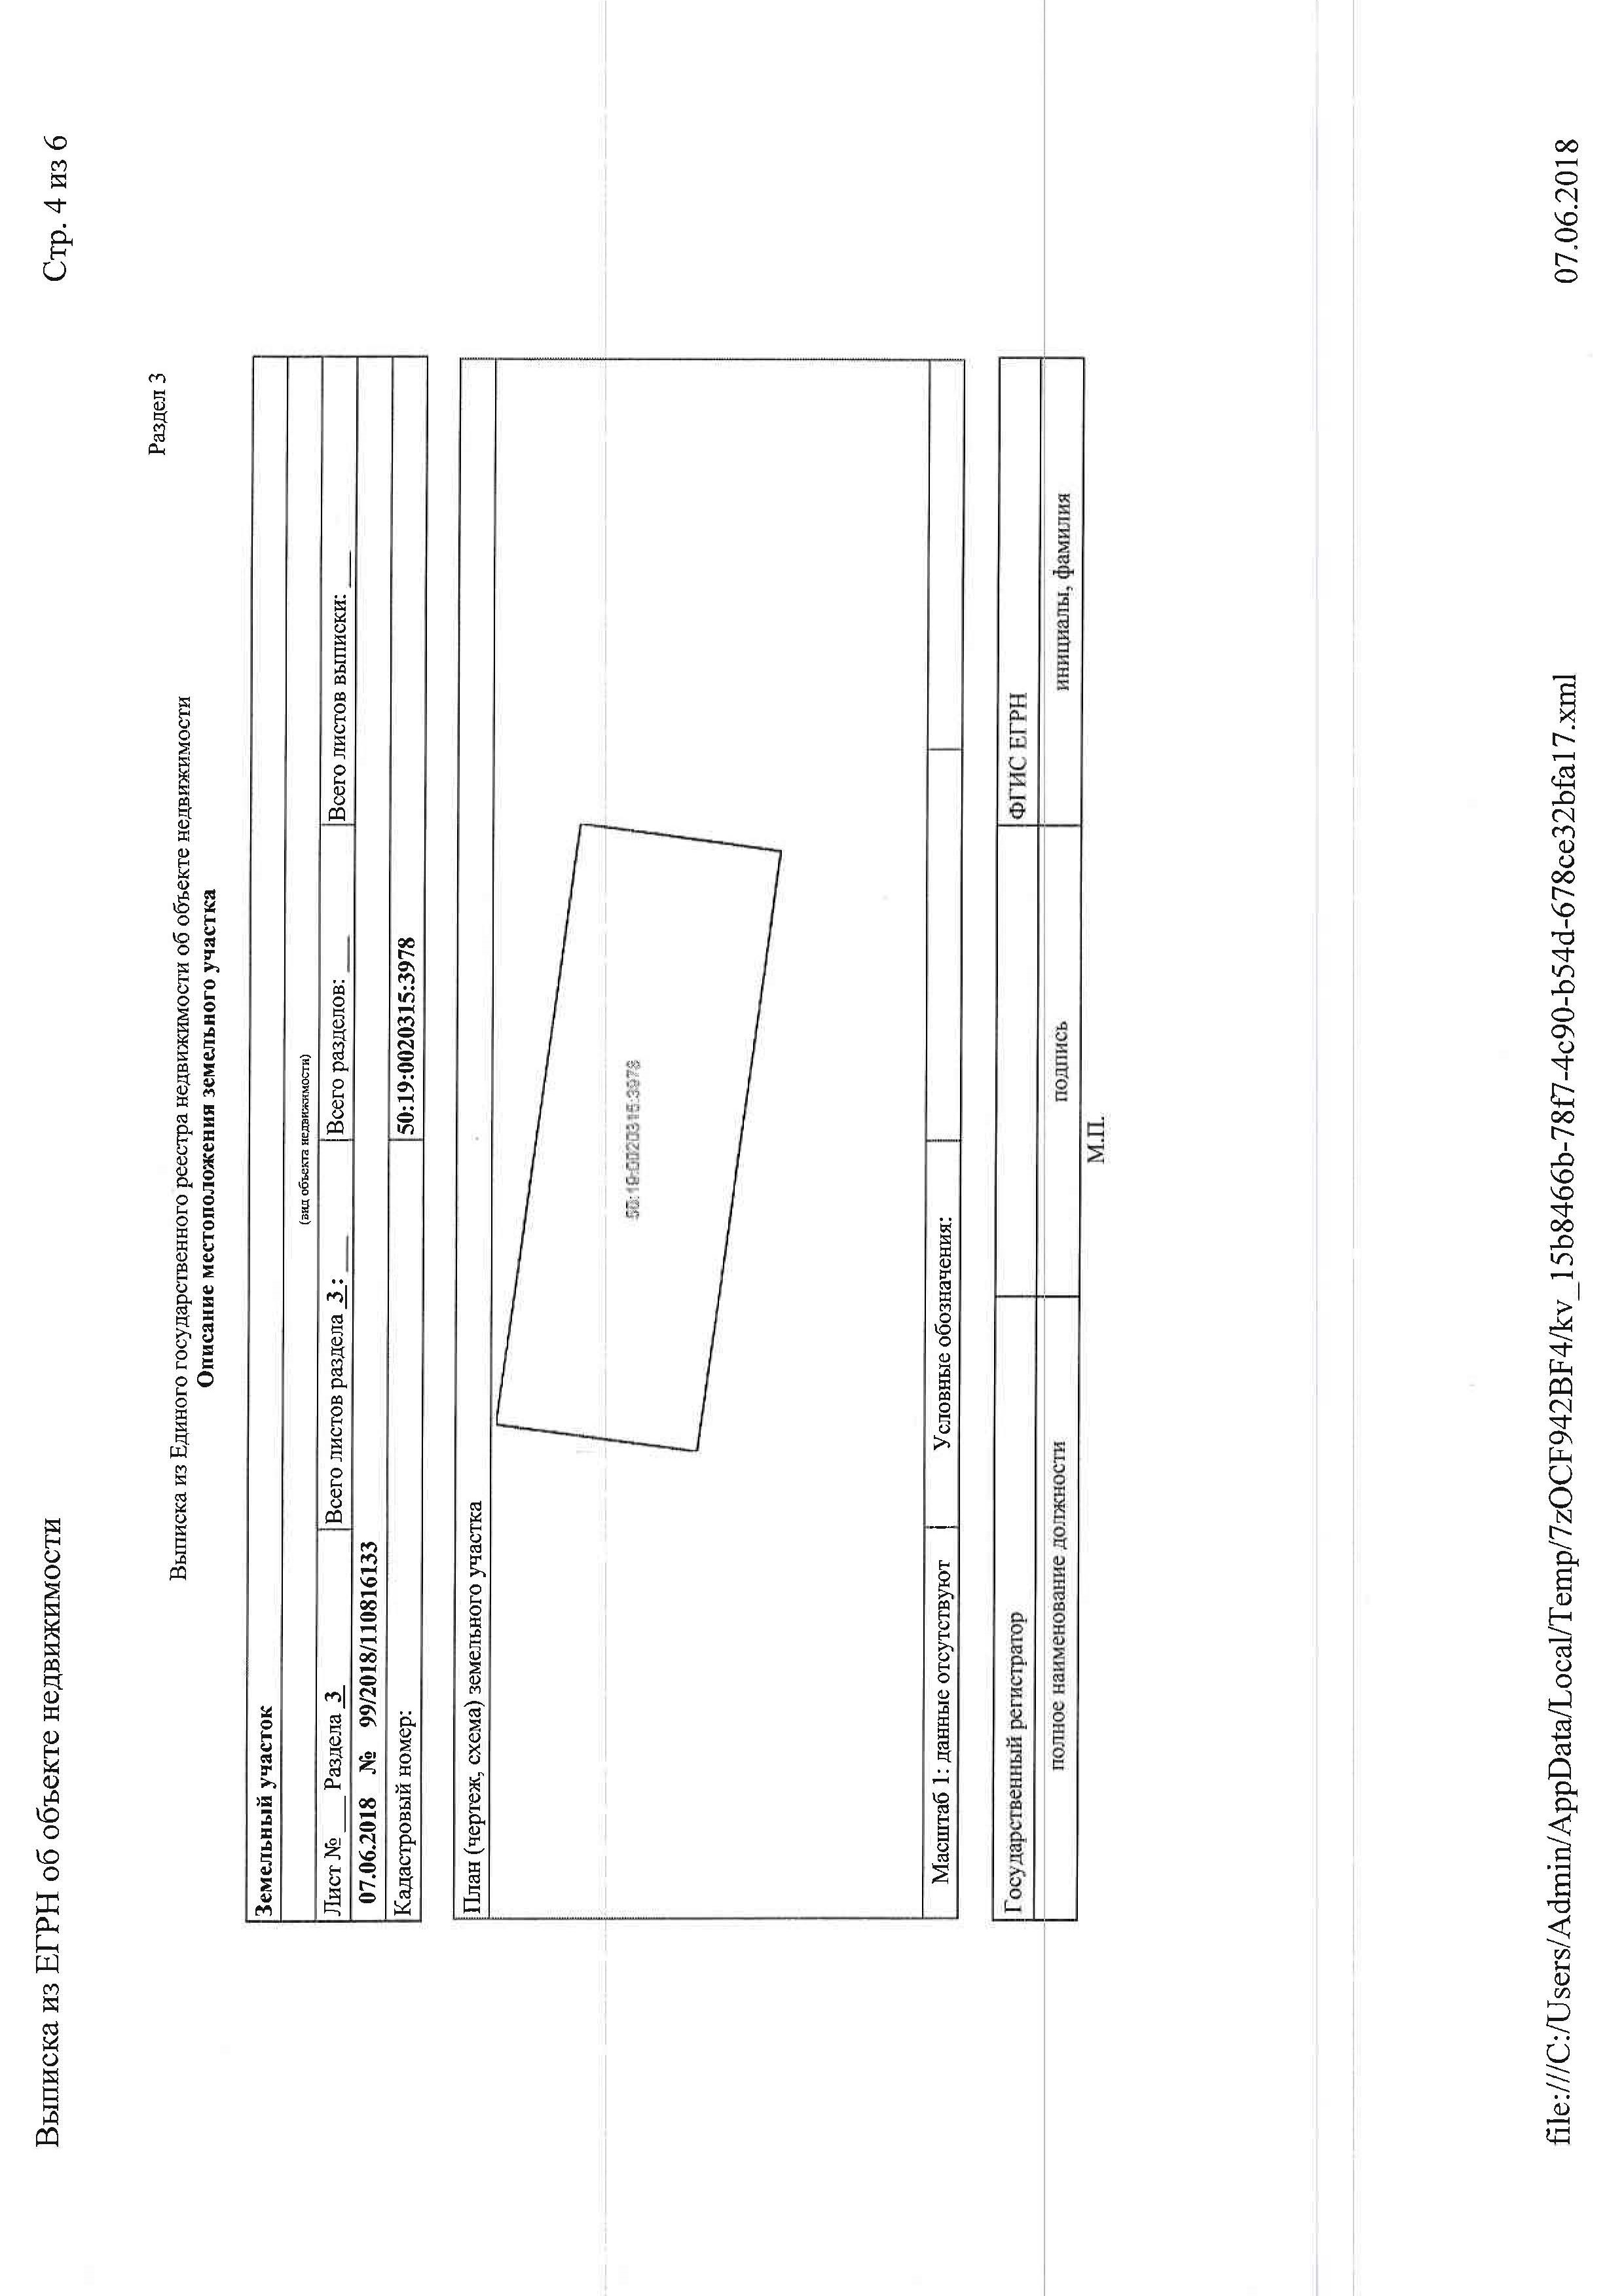 Выписка из ЕГРН об объекте недвижимости Стр. 4 из 6
Раздел 3
Выписка из Единого государственного реестра недвижимости об объекте недвижимости
Описание местоположения земельного участка
Земельный участок
(вид объекта недвижимости)
Лист № ___ Раздела 3 Всего листов раздела 3 : ___ Всего разделов: ___ Всего листов выписки: ___
07.06.2018 № 99/2018/110816133
Кадастровый номер: 50:19:0020315:3978
План (чертеж, схема) земельного участка
50:19:0020315:3978
Масштаб 1: данные отсутствуют Условные обозначения:
Государственный регистратор ФГИС ЕГРН
полное наименование должности подпись инициалы, фамилия
М.П.
file:///C:/Users/Admin/AppData/Local/Temp/7zOCF942BF4/kv_15b8466b-78f7-4c90-b54d-678ce32bfa17.xml 07.06.2018